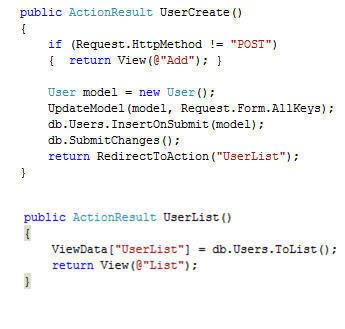 public ActionResult UserCreate()
{
if (Request.HttpMethod != "POST")
{ return View(@"Add"); }
User model = new User();
UpdateModel(model, Request.Form.AllKeys);
db.Users.InsertOnSubmit(model);
db.SubmitChanges();
return RedirectToAction("UserList");
}
public ActionResult UserList()
{
ViewData["UserList"] = db.Users.ToList();
return View(@"List");
}